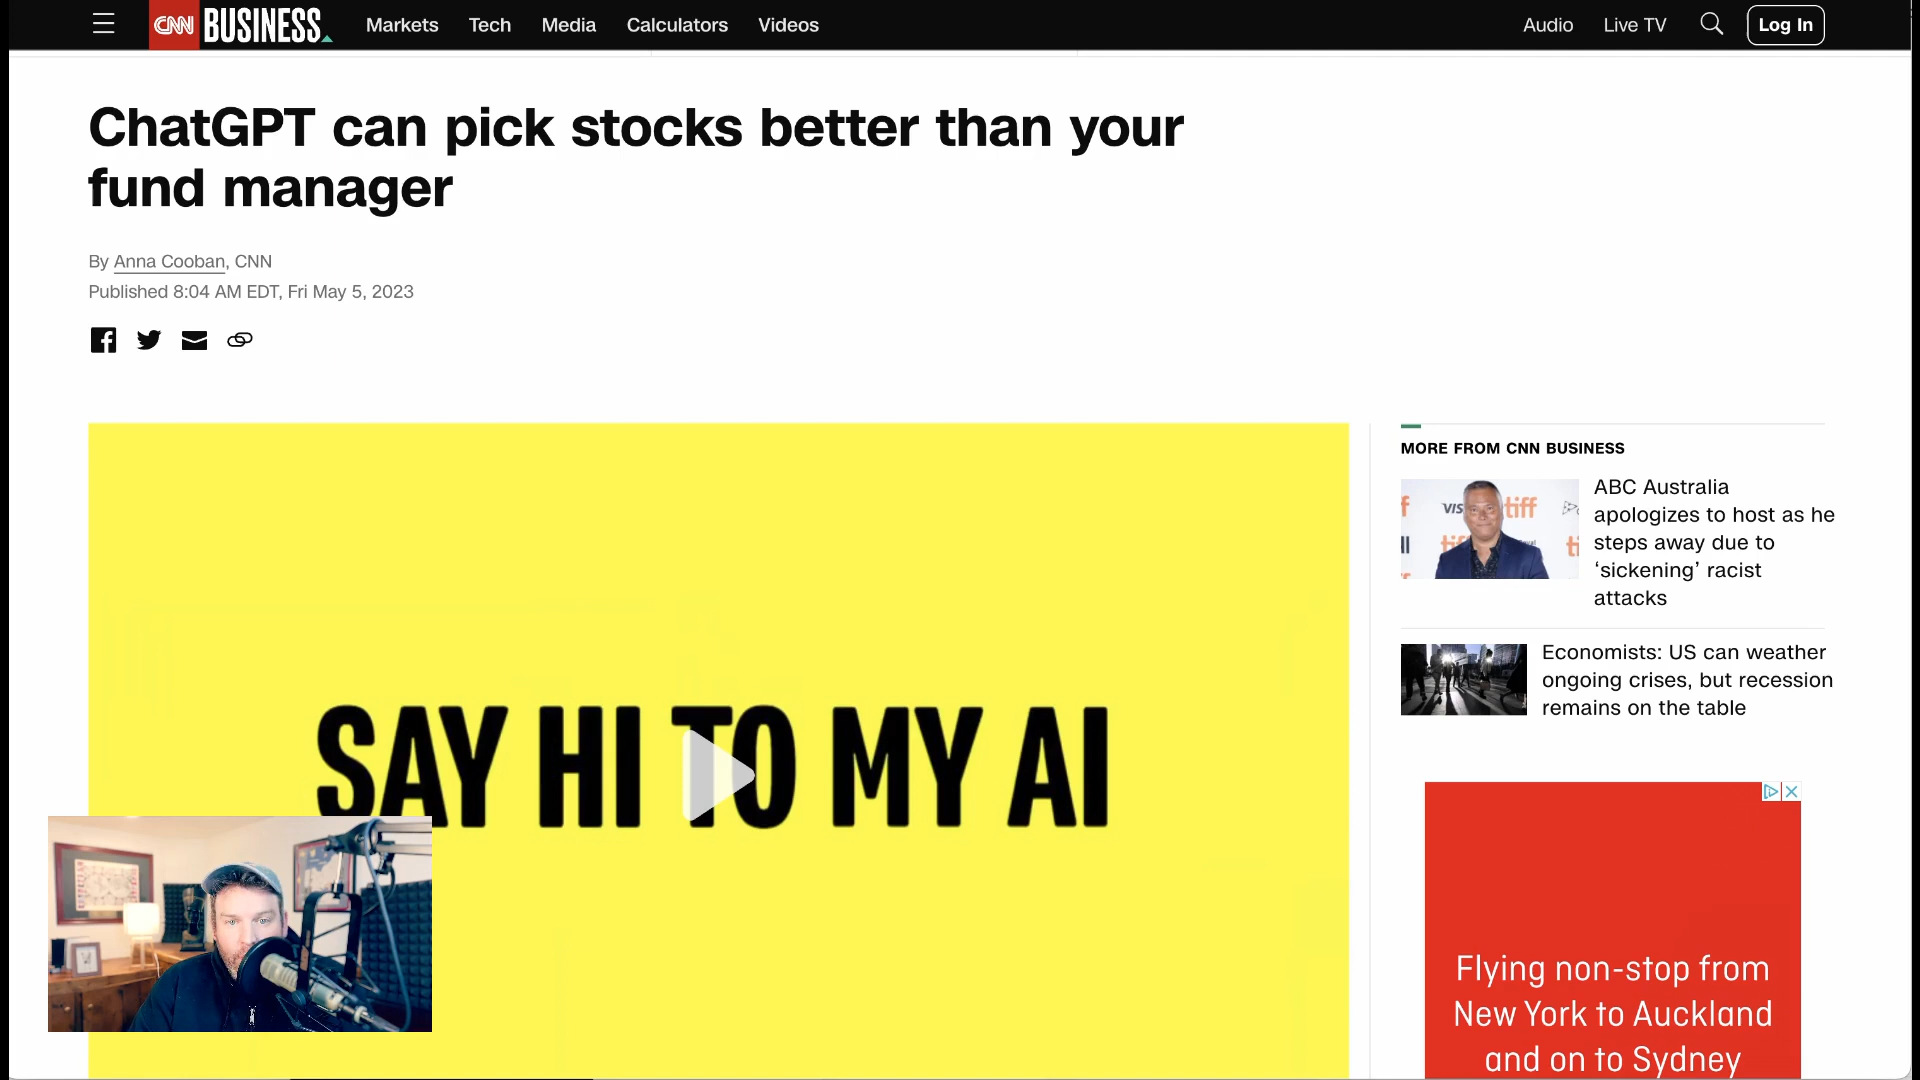 CNN BUSINESS Markets Tech Media Calculators Videos Audio Live TV Log In
ChatGPT can pick stocks better than your
fund manager
By Anna Cooban, CNN
Published 8:04 AM EDT, Fri May 5, 2023
SAY HI TO MY AI
MORE FROM CNN BUSINESS
VIS tiff
ABC Australia
apologizes to host as he
steps away due to
‘sickening’ racist
attacks
Economists: US can weather
ongoing crises, but recession
remains on the table
Flying non-stop from
New York to Auckland
and on to Sydney